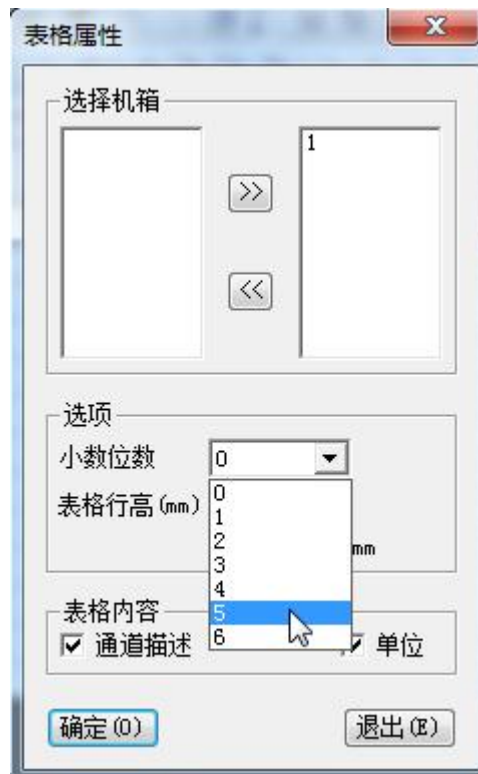 表格属性
选择机箱
1
>>
<<
选项
小数位数 0
0
表格行高(mm)
1
2
mm
3
4
表格内容
5
通道描述
6
单位
确定(O)
退出(E)